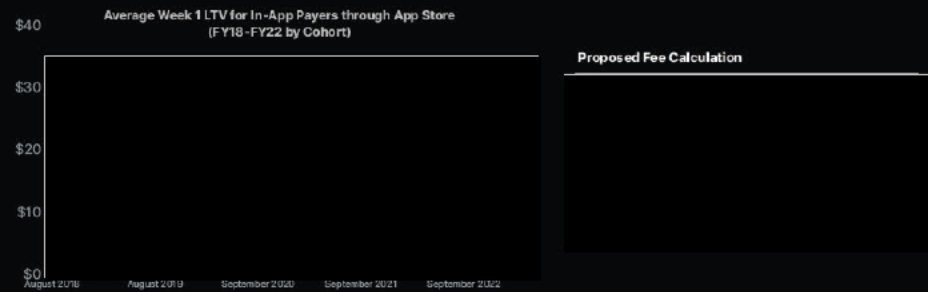 Average Week 1 LTV for In-App Payers through App Store
(FY18-FY22 by Cohort)
$40
$30
$20
$10
$0
August 2018
August 2019
September 2020
September 2021
September 2022
Proposed Fee Calculation